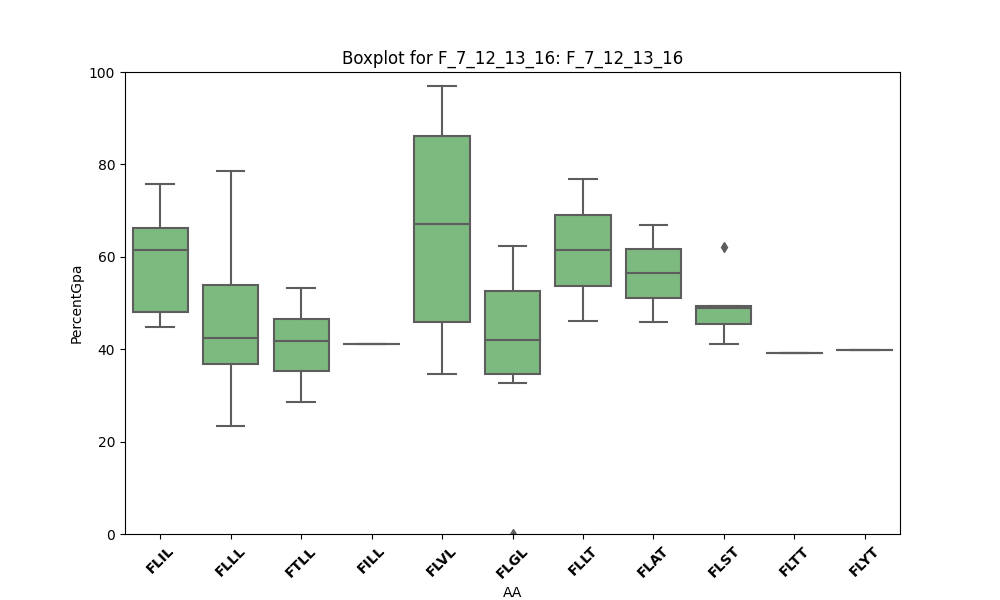 Boxplot for F_7_12_13_16: F_7_12_13_16
100
80
60
40
20
0
PercentGpa
FLIL
FLLL
FTLL
FILL
FLVL
FLGL
FLLT
FLAT
FLST
FLTT
FLYT
AA